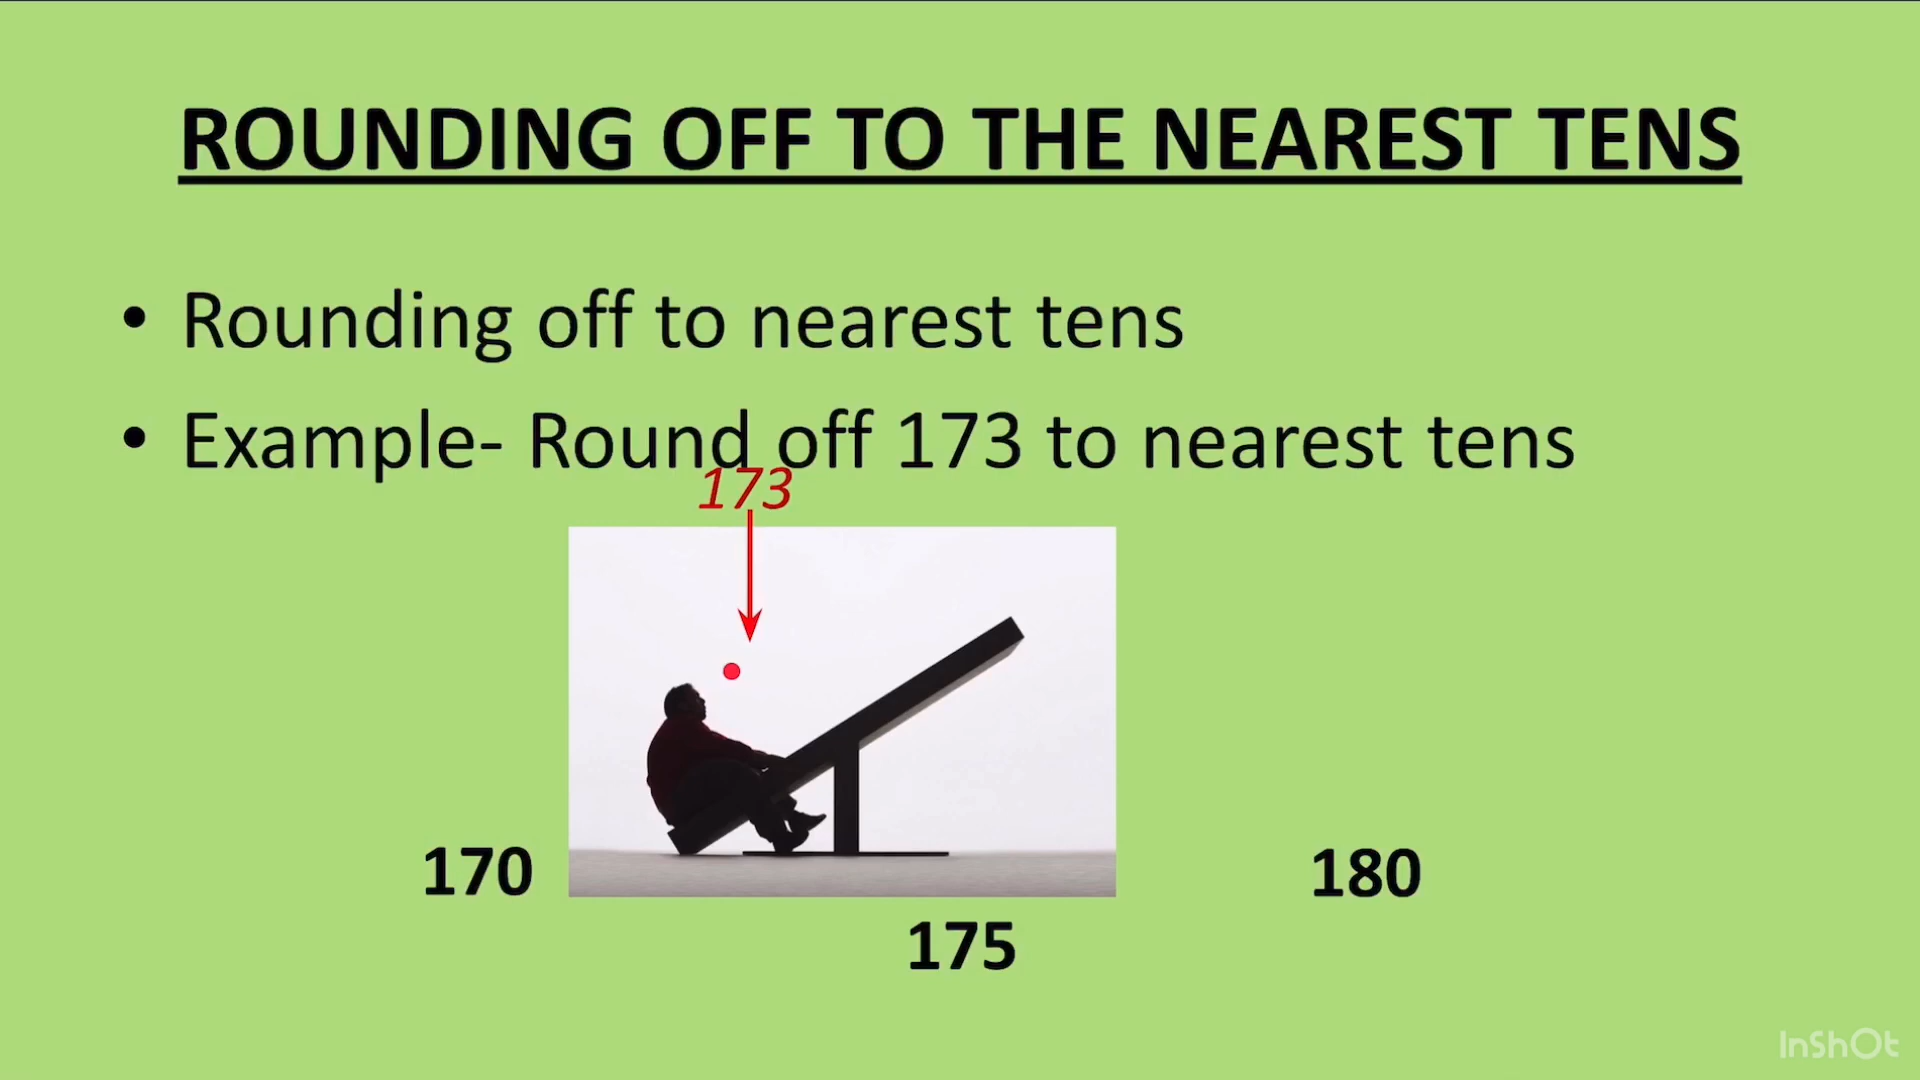 ROUNDING OFF TO THE NEAREST TENS
• Rounding off to nearest tens
• Example- Round off 173 to nearest tens
173
170
180
175
InShOt